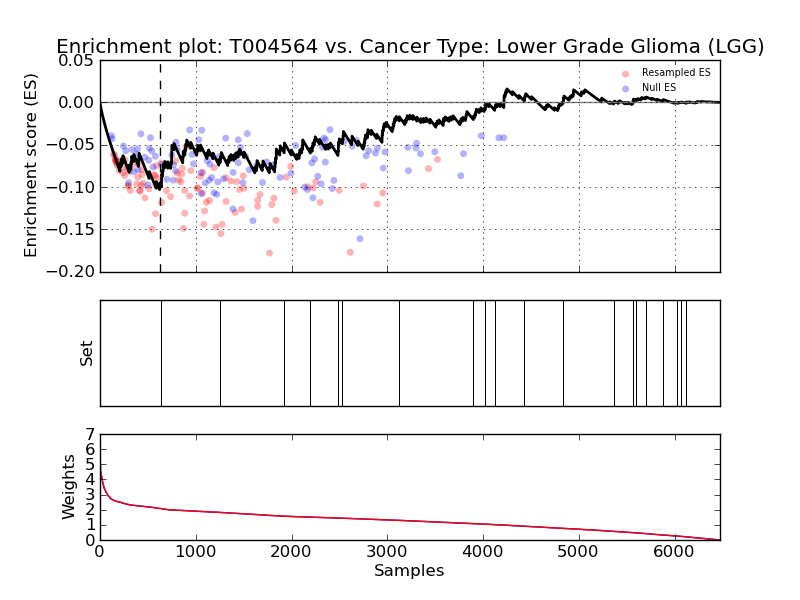 Enrichment plot: T004564 vs. Cancer Type: Lower Grade Glioma (LGG)
Enrichment score (ES)
0.05
0.00
−0.05
−0.10
−0.15
−0.20
Resampled ES
Null ES
Set
Weights
7
6
5
4
3
2
1
0
0 1000 2000 3000 4000 5000 6000
Samples